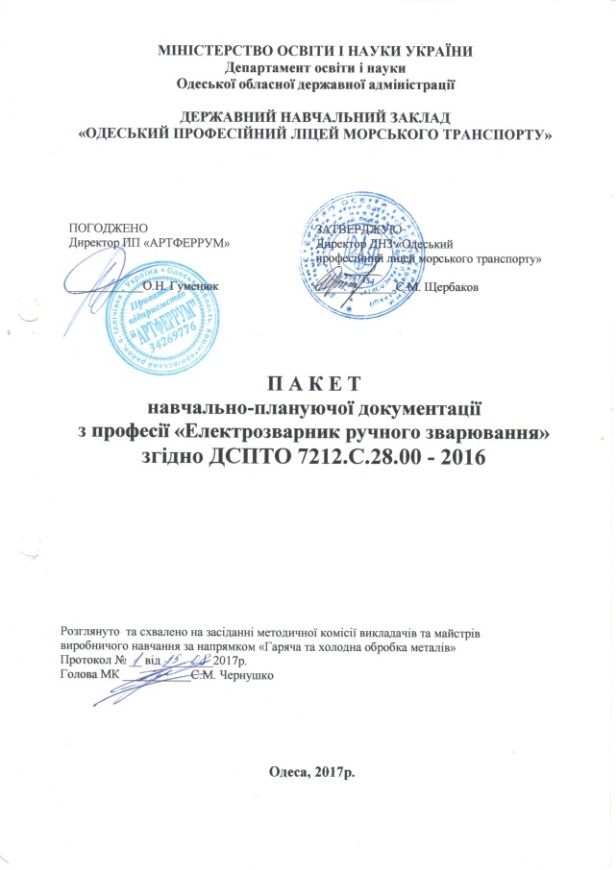 МІНІСТЕРСТВО ОСВІТИ І НАУКИ УКРАЇНИ
Департамент освіти і науки
Одеської обласної державної адміністрації
ДЕРЖАВНИЙ НАВЧАЛЬНИЙ ЗАКЛАД
«ОДЕСЬКИЙ ПРОФЕСІЙНИЙ ЛІЦЕЙ МОРСЬКОГО ТРАНСПОРТУ»
ПОГОДЖЕНО
Директор ПП «АРТФЕРРУМ»
О.Н. Гуменюк
Україна
Приватне
підприємство
"АРТФЕРРУМ"
34269776
ЗАТВЕРДЖУЮ
Директор ДНЗ «Одеський
професійний ліцей морського транспорту»
С.М. Щербаков
П А К Е Т
навчально-плануючої документації
з професії «Електрозварник ручного зварювання»
згідно ДСПТО 7212.С.28.00 - 2016
Розглянуто та схвалено на засіданні методичної комісії викладачів та майстрів
виробничого навчання за напрямком «Гаряча та холодна обробка металів»
Протокол № 1 від 15 08 2017р.
Голова МК С.М. Чернушко
Одеса, 2017р.